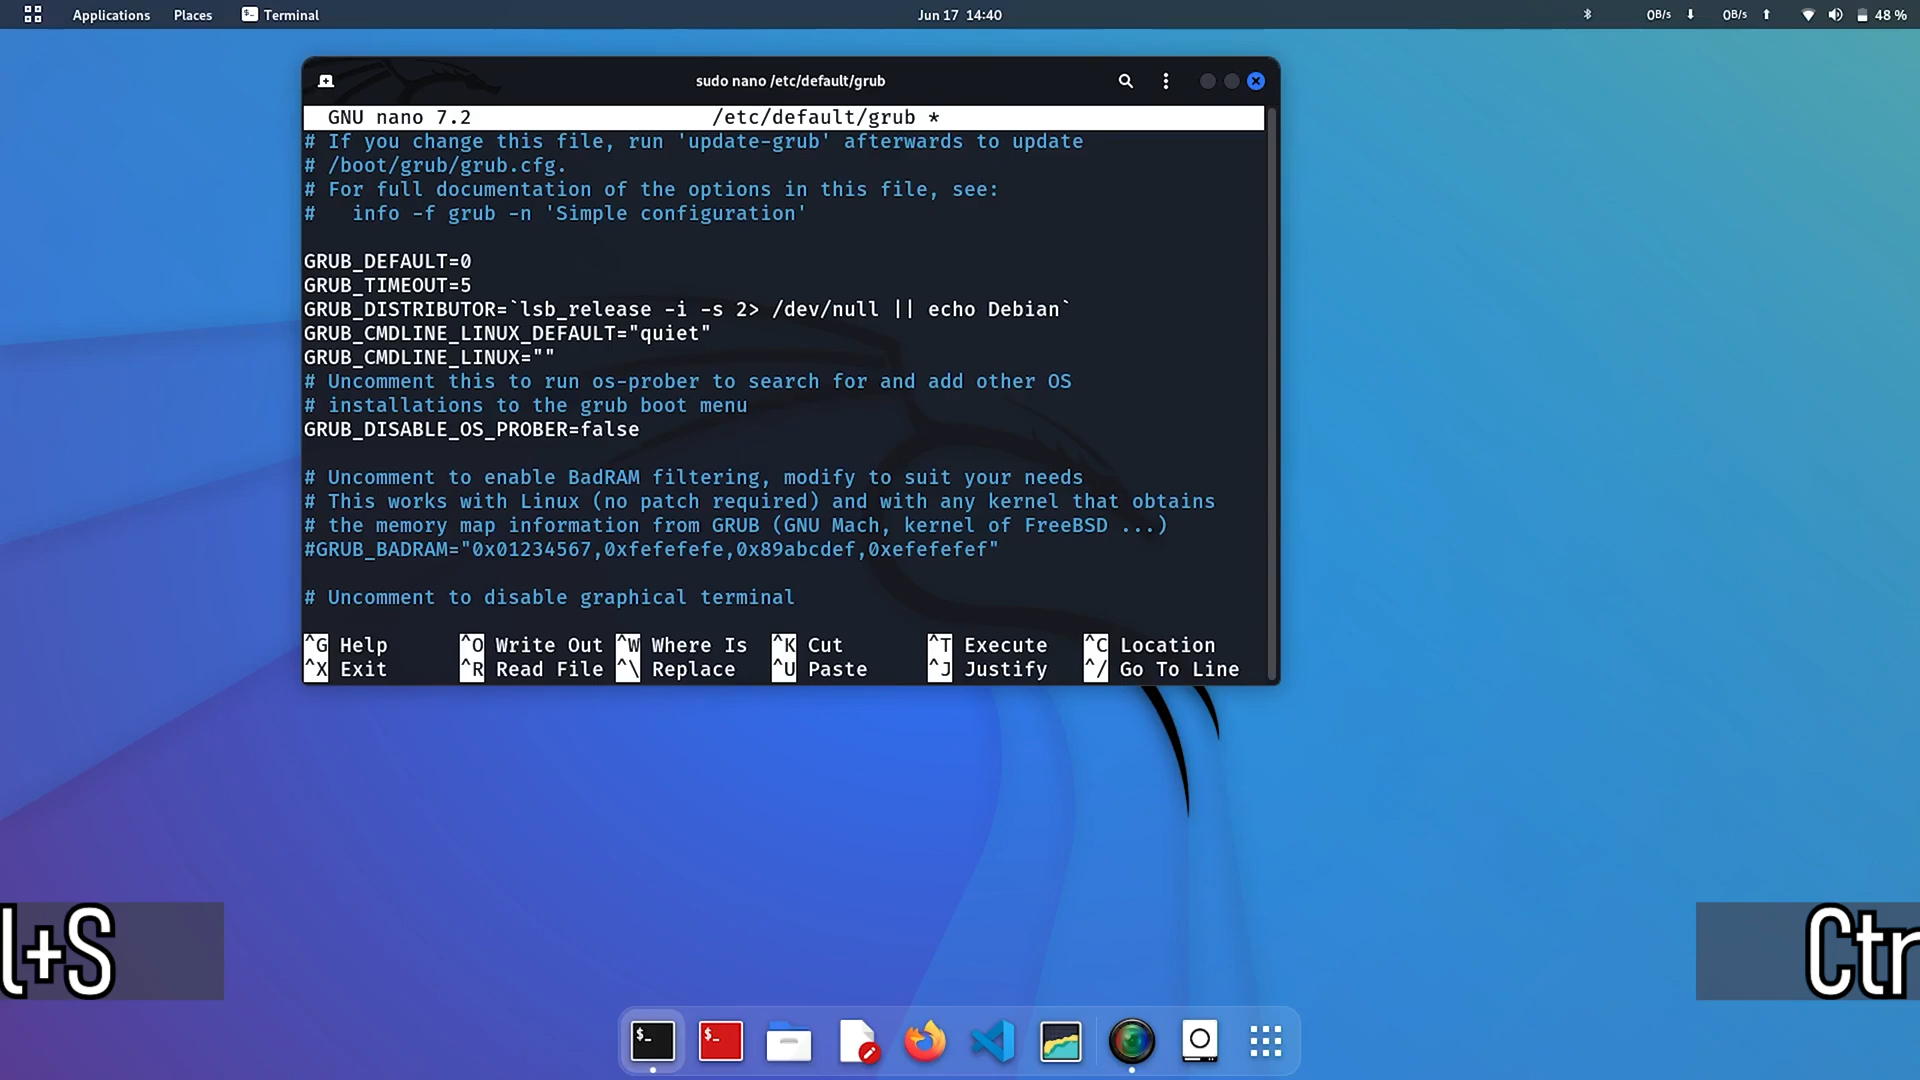 Applications Places Terminal Jun 17 14:40 0B/s 0B/s 48 %
sudo nano /etc/default/grub
GNU nano 7.2 /etc/default/grub *
# If you change this file, run 'update-grub' afterwards to update
# /boot/grub/grub.cfg.
# For full documentation of the options in this file, see:
#   info -f grub -n 'Simple configuration'
GRUB_DEFAULT=0
GRUB_TIMEOUT=5
GRUB_DISTRIBUTOR=`lsb_release -i -s 2> /dev/null || echo Debian`
GRUB_CMDLINE_LINUX_DEFAULT="quiet"
GRUB_CMDLINE_LINUX=""
# Uncomment this to run os-prober to search for and add other OS
# installations to the grub boot menu
GRUB_DISABLE_OS_PROBER=false
# Uncomment to enable BadRAM filtering, modify to suit your needs
# This works with Linux (no patch required) and with any kernel that obtains
# the memory map information from GRUB (GNU Mach, kernel of FreeBSD ...)
#GRUB_BADRAM="0x01234567,0xfefefefe,0x89abcdef,0xefefefef"
# Uncomment to disable graphical terminal
^G Help ^O Write Out ^W Where Is ^K Cut ^T Execute ^C Location
^X Exit ^R Read File ^\ Replace ^U Paste ^J Justify ^/ Go To Line
l+S Ctr
$_ $_